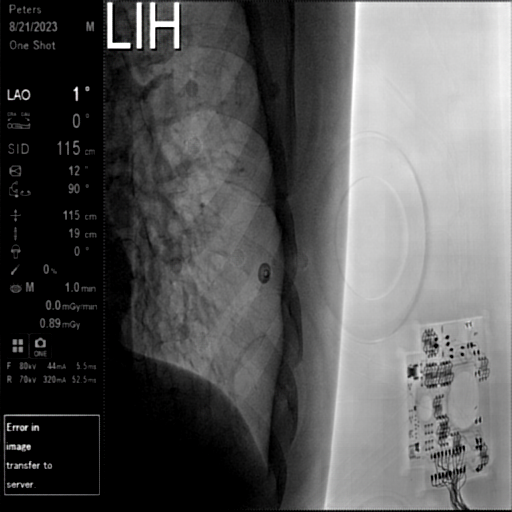 Peters
8/21/2023 M
One Shot
LIH
LAO 1°
0°
SID 115 cm
12 °
90 °
115 cm
19 cm
0 °
0%
M 1.0 min
0.0 mGy/min
0.89 mGy
ONE
F 80kV 44mA 5.5ms
R 70kV 320mA 52.5ms
Error in
image
transfer to
server.